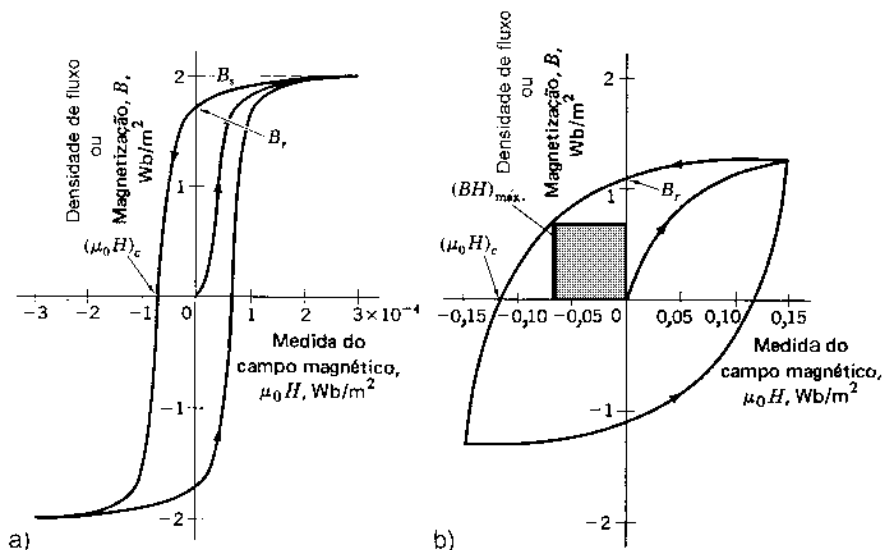 Densidade de fluxo
ou
Magnetização, B,
Wb/m²
2
B_s
B_r
1
(μ₀H)_c
-3
-2
-1
0
1
2
3×10⁻⁴
Medida do
campo magnético,
μ₀H, Wb/m²
-1
-2
a)
Densidade de fluxo
ou
Magnetização, B,
Wb/m²
2
(BH)_máx.
1
B_r
(μ₀H)_c
-0,15
-0,10
-0,05
0
0,05
0,10
0,15
Medida do
campo magnético,
μ₀H, Wb/m²
-1
-2
b)